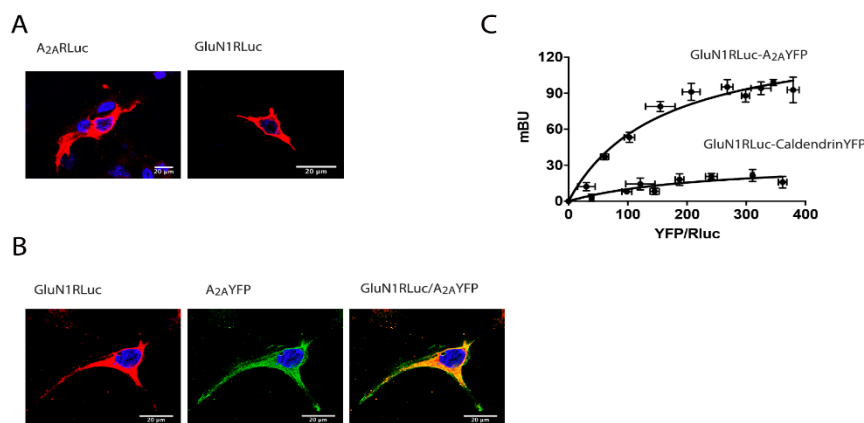 A
A2ARLuc
GluN1RLuc
20 µm
20 µm
B
GluN1RLuc
A2AYFP
GluN1RLuc/A2AYFP
20 µm
20 µm
20 µm
C
GluN1RLuc-A2AYFP
GluN1RLuc-CaldendrinYFP
mBU
120
90
60
30
0
0
100
200
300
400
YFP/Rluc